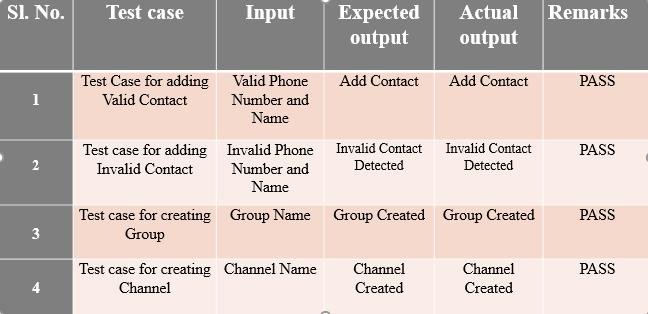 Sl. No. Test case Input Expected output Actual output Remarks
1 Test Case for adding Valid Contact Valid Phone Number and Name Add Contact Add Contact PASS
2 Test case for adding Invalid Contact Invalid Phone Number and Name Invalid Contact Detected Invalid Contact Detected PASS
3 Test case for creating Group Group Name Group Created Group Created PASS
4 Test case for creating Channel Channel Name Channel Created Channel Created PASS